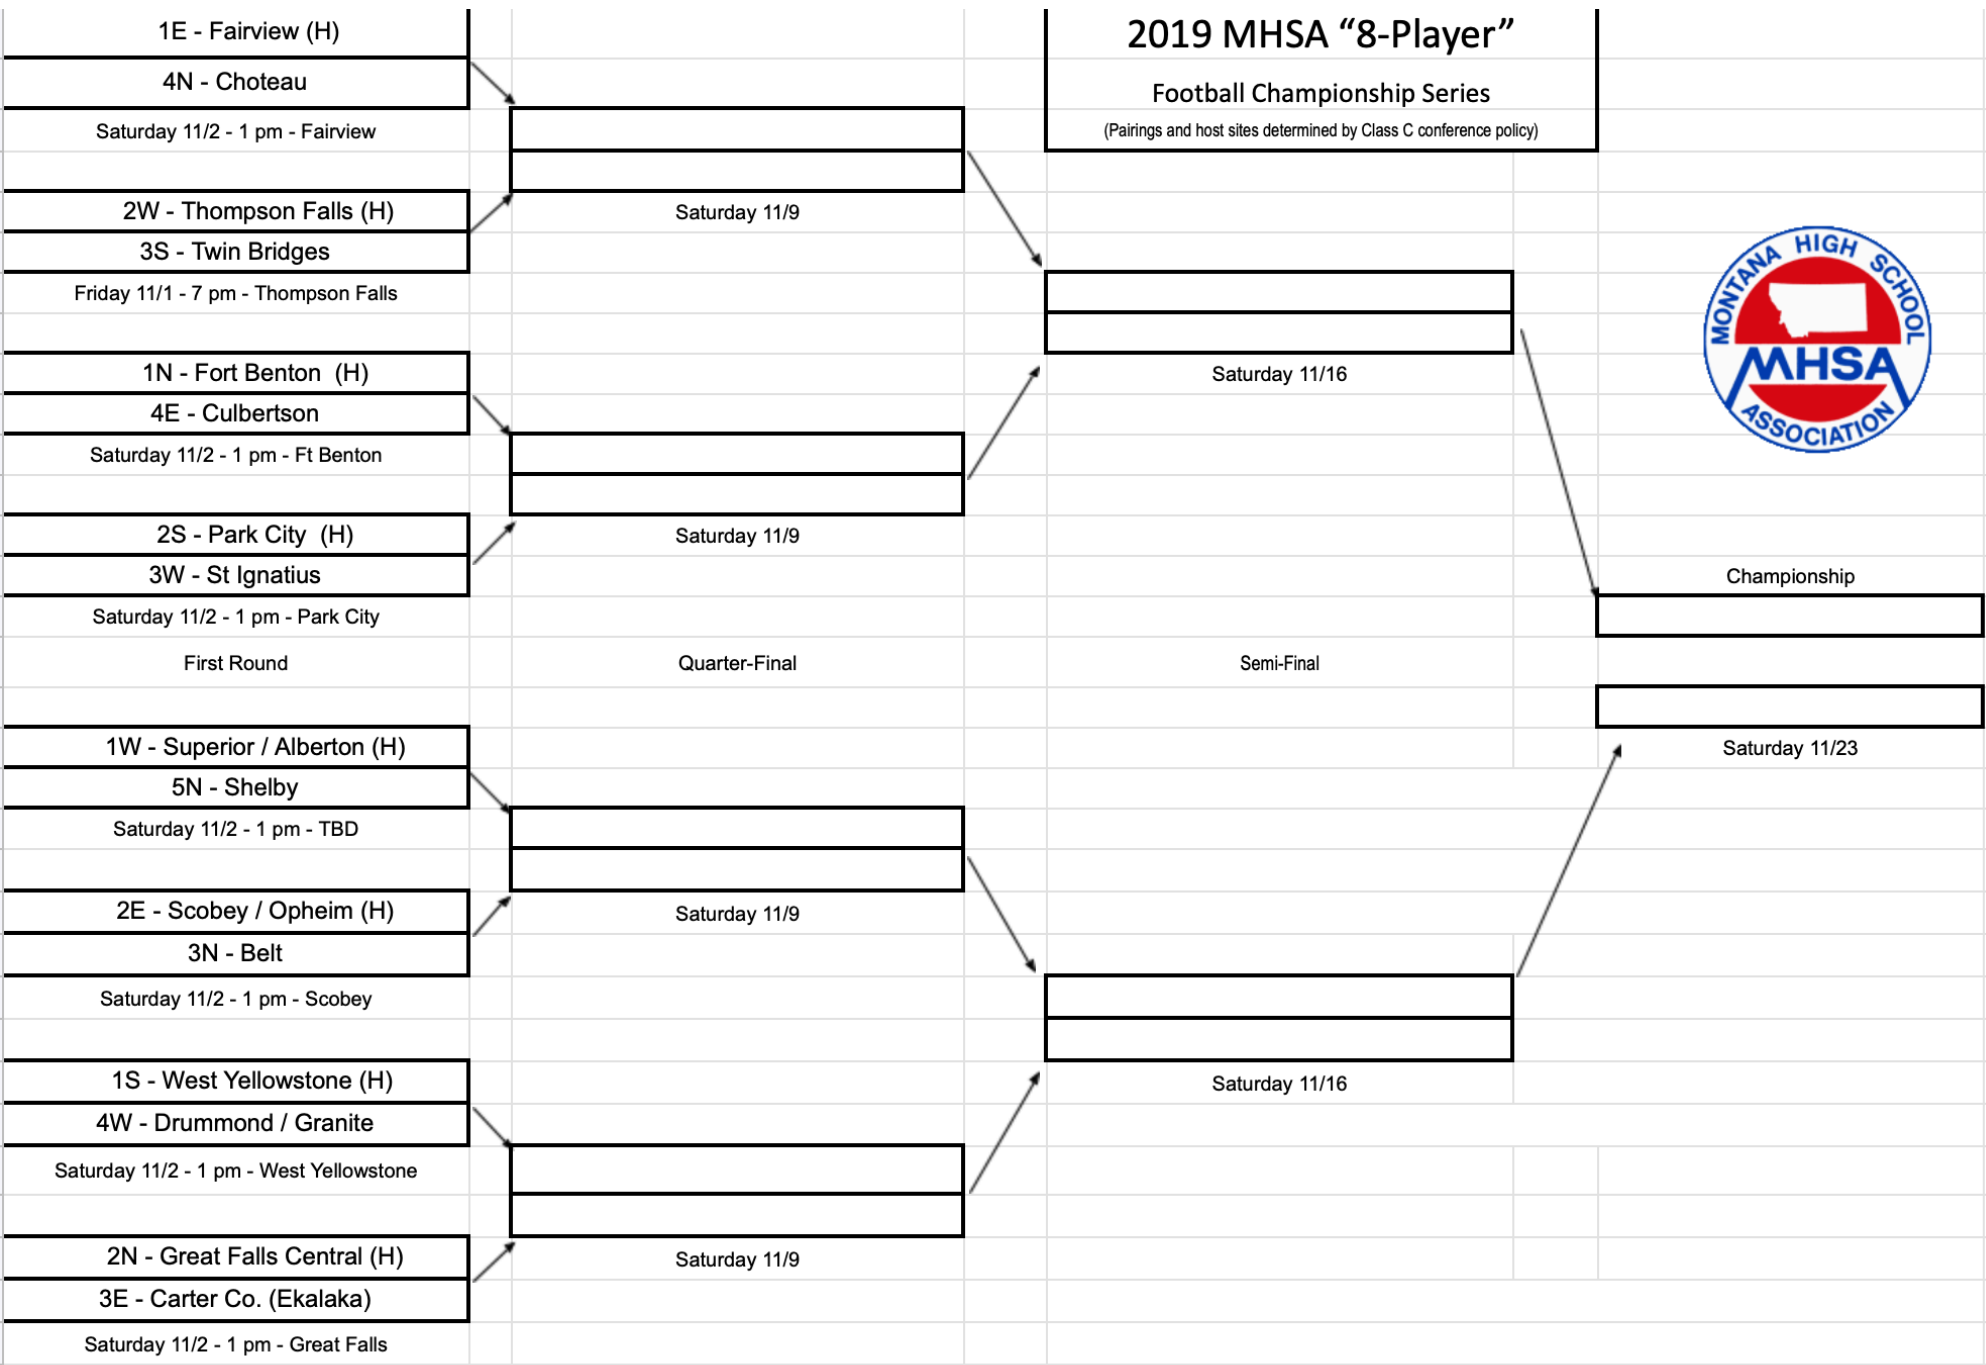 1E - Fairview (H)
4N - Choteau
Saturday 11/2 - 1 pm - Fairview
2W - Thompson Falls (H)
3S - Twin Bridges
Friday 11/1 - 7 pm - Thompson Falls
1N - Fort Benton  (H)
4E - Culbertson
Saturday 11/2 - 1 pm - Ft Benton
2S - Park City  (H)
3W - St Ignatius
Saturday 11/2 - 1 pm - Park City
First Round
1W - Superior / Alberton (H)
5N - Shelby
Saturday 11/2 - 1 pm - TBD
2E - Scobey / Opheim (H)
3N - Belt
Saturday 11/2 - 1 pm - Scobey
1S - West Yellowstone (H)
4W - Drummond / Granite
Saturday 11/2 - 1 pm - West Yellowstone
2N - Great Falls Central (H)
3E - Carter Co. (Ekalaka)
Saturday 11/2 - 1 pm - Great Falls
Saturday 11/9
Saturday 11/9
Quarter-Final
Saturday 11/9
Saturday 11/9
2019 MHSA “8-Player”
Football Championship Series
(Pairings and host sites determined by Class C conference policy)
Saturday 11/16
Semi-Final
Saturday 11/16
MONTANA HIGH SCHOOL
MHSA
ASSOCIATION
Championship
Saturday 11/23